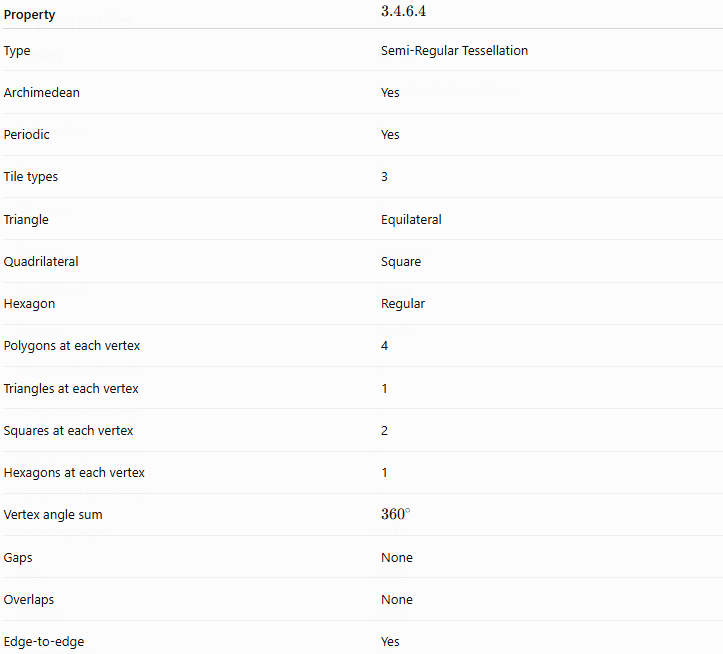 Property 3.4.6.4
Type Semi-Regular Tessellation
Archimedean Yes
Periodic Yes
Tile types 3
Triangle Equilateral
Quadrilateral Square
Hexagon Regular
Polygons at each vertex 4
Triangles at each vertex 1
Squares at each vertex 2
Hexagons at each vertex 1
Vertex angle sum 360°
Gaps None
Overlaps None
Edge-to-edge Yes